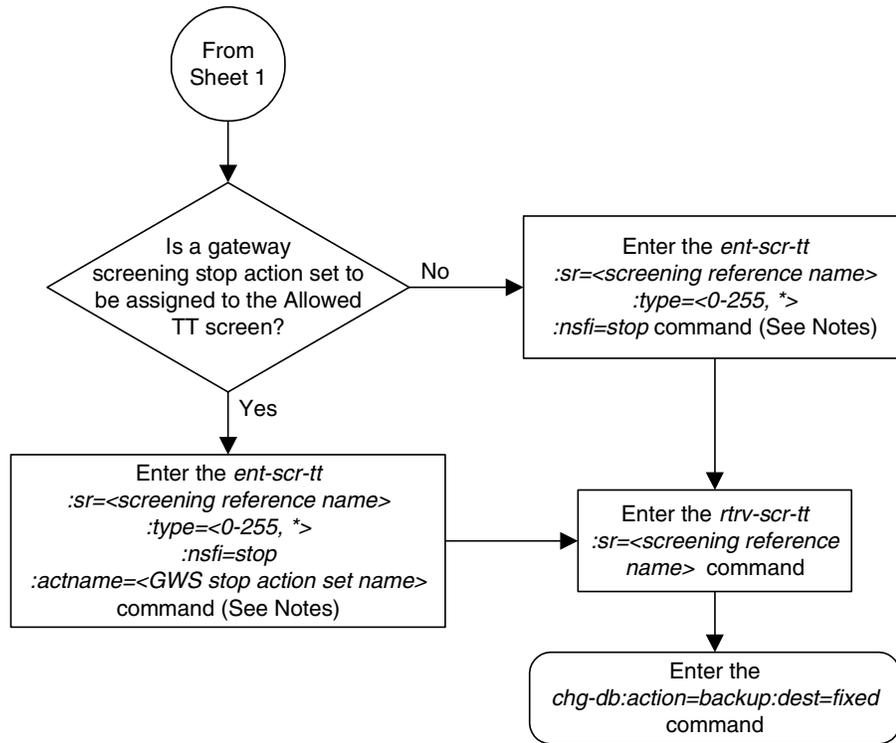 From
Sheet 1
Is a gateway
screening stop action set to
be assigned to the Allowed
TT screen?
No
Enter the ent-scr-tt
:sr=<screening reference name>
:type=<0-255, *>
:nsfi=stop command (See Notes)
Yes
Enter the ent-scr-tt
:sr=<screening reference name>
:type=<0-255, *>
:nsfi=stop
:actname=<GWS stop action set name>
command (See Notes)
Enter the rtrv-scr-tt
:sr=<screening reference
name> command
Enter the
chg-db:action=backup:dest=fixed
command